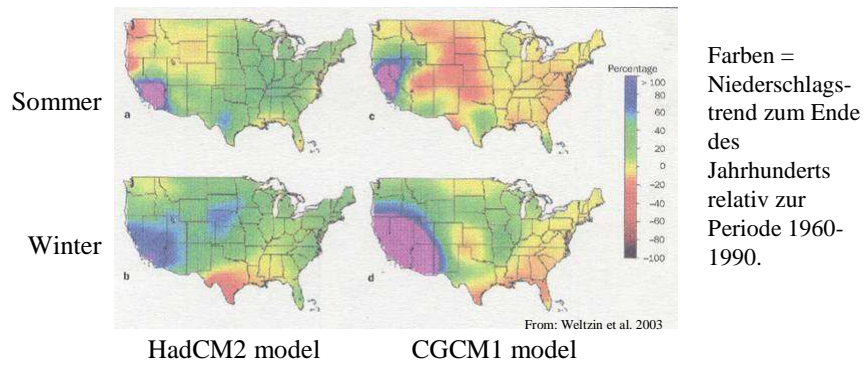 Sommer
Winter
a
c
b
d
Percentage
> 100
80
60
40
20
0
-20
-40
-60
-80
-100
From: Weltzin et al. 2003
HadCM2 model
CGCM1 model
Farben =
Niederschlags-
trend zum Ende
des
Jahrhunderts
relativ zur
Periode 1960-
1990.